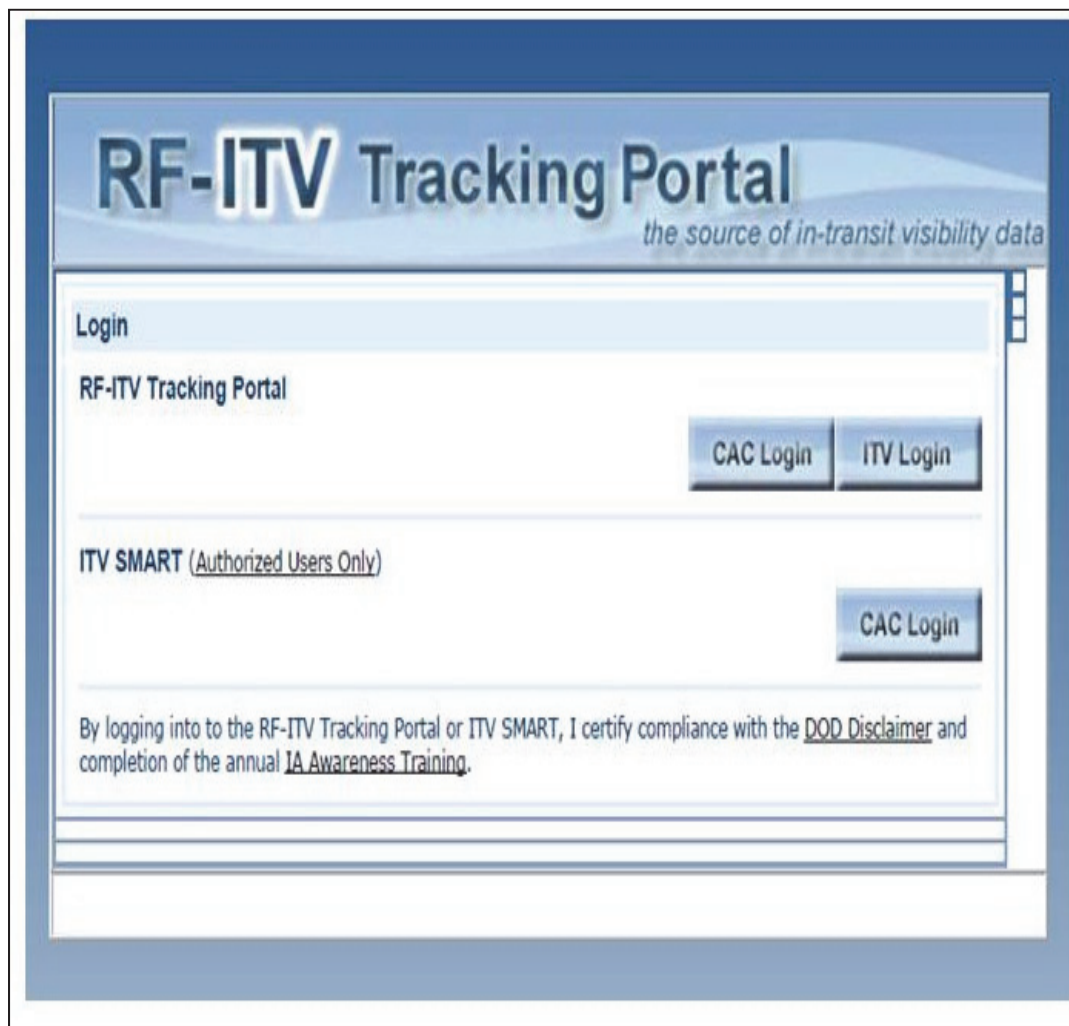 RF-ITV Tracking Portal
the source of in-transit visibility data
Login
RF-ITV Tracking Portal
CAC Login ITV Login
ITV SMART (Authorized Users Only)
CAC Login
By logging into to the RF-ITV Tracking Portal or ITV SMART, I certify compliance with the DOD Disclaimer and
completion of the annual IA Awareness Training.